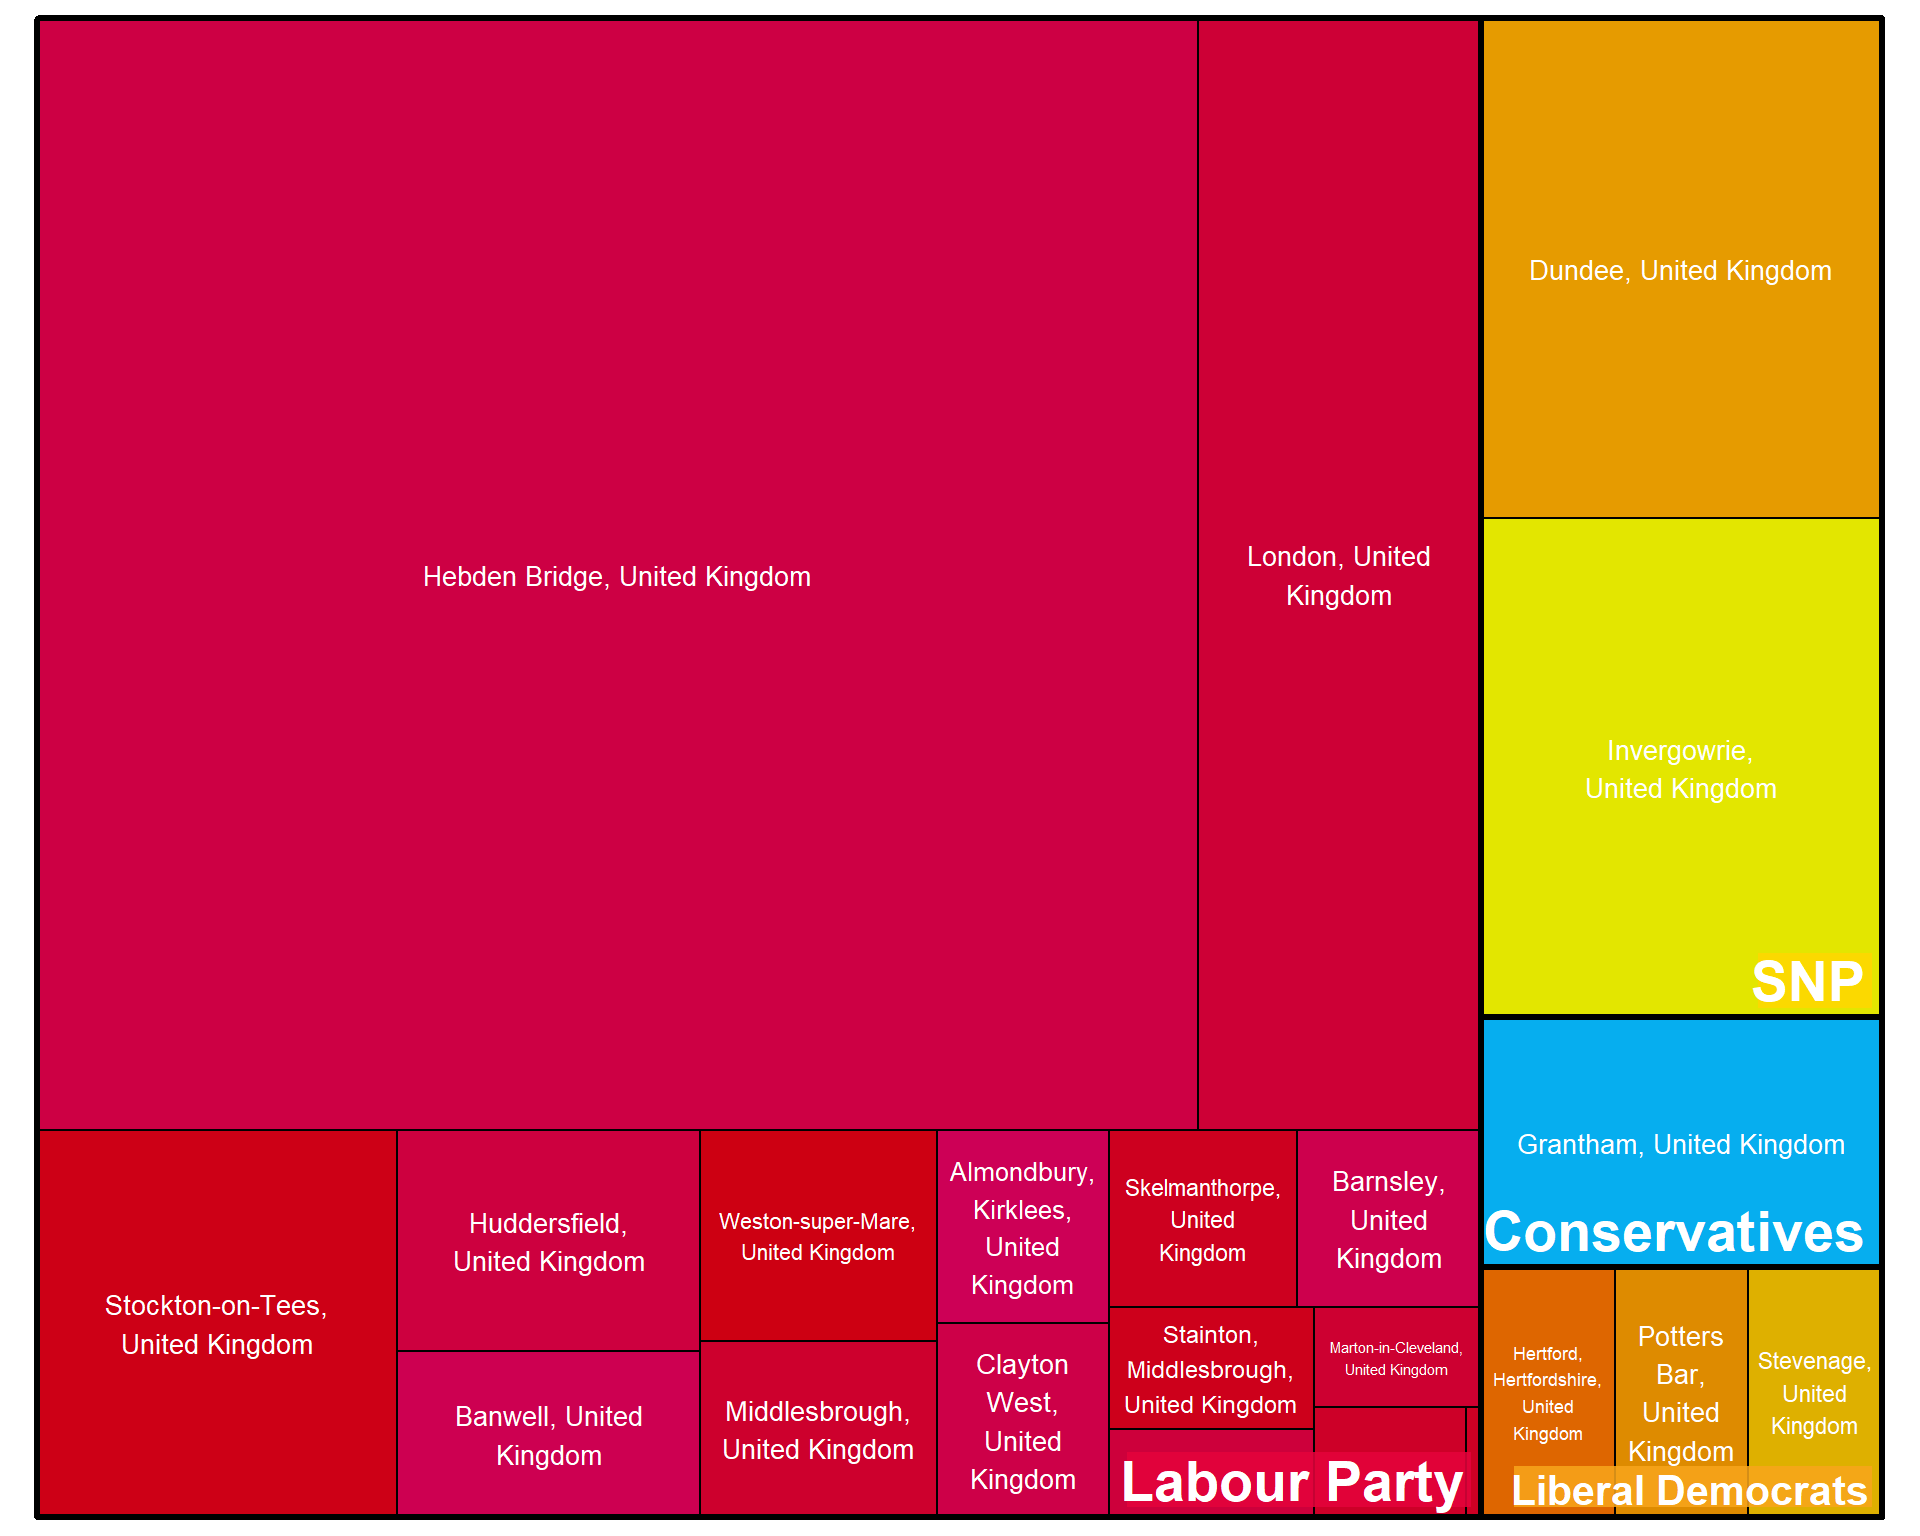 Hebden Bridge, United Kingdom
London, United
Kingdom
Dundee, United Kingdom
Invergowrie,
United Kingdom
SNP
Grantham, United Kingdom
Conservatives
Stockton-on-Tees,
United Kingdom
Huddersfield,
United Kingdom
Banwell, United
Kingdom
Weston-super-Mare,
United Kingdom
Middlesbrough,
United Kingdom
Almondbury,
Kirklees,
United
Kingdom
Clayton
West,
United
Kingdom
Skelmanthorpe,
United
Kingdom
Barnsley,
United
Kingdom
Stainton,
Middlesbrough,
United Kingdom
Marton-in-Cleveland,
United Kingdom
Labour Party
Hertford,
Hertfordshire,
United
Kingdom
Potters
Bar,
United
Kingdom
Stevenage,
United
Kingdom
Liberal Democrats